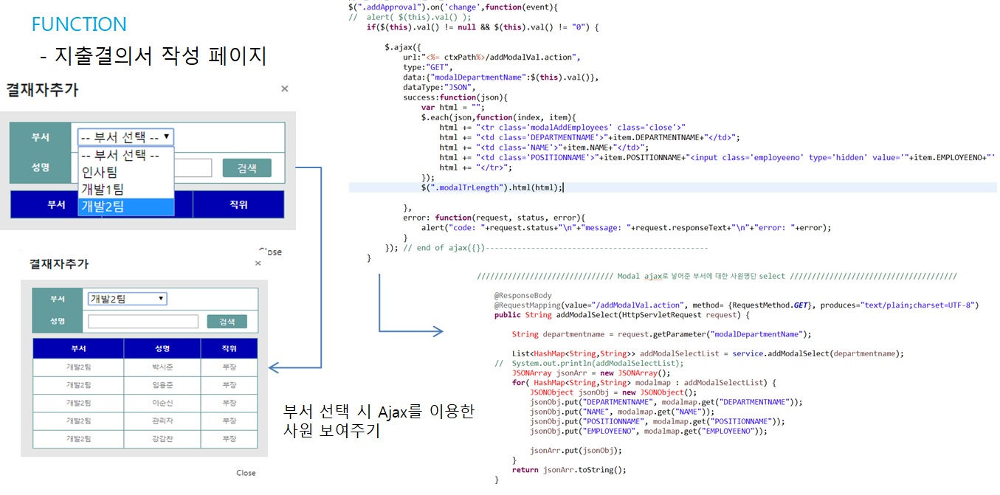 FUNCTION
- 지출결의서 작성 페이지
결재자추가 ×
부서 -- 부서 선택 --
-- 부서 선택 --
인사팀
성명 검색
개발1팀
개발2팀
부서 직위
Close
결재자추가 ×
부서 개발2팀
성명 검색
부서 성명 직위
개발2팀 박시준 부장
개발2팀 임용준 부장
개발2팀 이순신 부장
개발2팀 관리자 부장
개발2팀 강감찬 부장
Close
부서 선택 시 Ajax를 이용한
사원 보여주기
$(".addApproval").on('change',function(event){
// alert( $(this).val() );
if($(this).val() != null && $(this).val() != "0") {
$.ajax({
url:"<%= ctxPath%>/addModalVal.action",
type:"GET",
data:{"modalDepartmentName":$(this).val()},
dataType:"JSON",
success:function(json){
var html = "";
$.each(json,function(index, item){
html += "<tr class='modalAddEmployees' class='close'>"
html += "<td class='DEPARTMENTNAME'>"+item.DEPARTMENTNAME+"</td>";
html += "<td class='NAME'>"+item.NAME+"</td>";
html += "<td class='POSITIONNAME'>"+item.POSITIONNAME+"<input class='employeeno' type='hidden' value='"+item.EMPLOYEENO+"'
html += "</tr>";
});
$(".modalTrLength").html(html);
},
error: function(request, status, error){
alert("code: "+request.status+"\n"+"message: "+request.responseText+"\n"+"error: "+error);
}
}); // end of ajax({})--------------------------------------------------
}
/////////////////////////////// Modal ajax로 넣어준 부서에 대한 사원명단 select //////////////////////////////////////
@ResponseBody
@RequestMapping(value="/addModalVal.action", method= {RequestMethod.GET}, produces="text/plain;charset=UTF-8")
public String addModalSelect(HttpServletRequest request) {
String departmentname = request.getParameter("modalDepartmentName");
List<HashMap<String,String>> addModalSelectList = service.addModalSelect(departmentname);
// System.out.println(addModalSelectList);
JSONArray jsonArr = new JSONArray();
for( HashMap<String,String> modalmap : addModalSelectList) {
JSONObject jsonObj = new JSONObject();
jsonObj.put("DEPARTMENTNAME", modalmap.get("DEPARTMENTNAME"));
jsonObj.put("NAME", modalmap.get("NAME"));
jsonObj.put("POSITIONNAME", modalmap.get("POSITIONNAME"));
jsonObj.put("EMPLOYEENO", modalmap.get("EMPLOYEENO"));
jsonArr.put(jsonObj);
}
return jsonArr.toString();
}